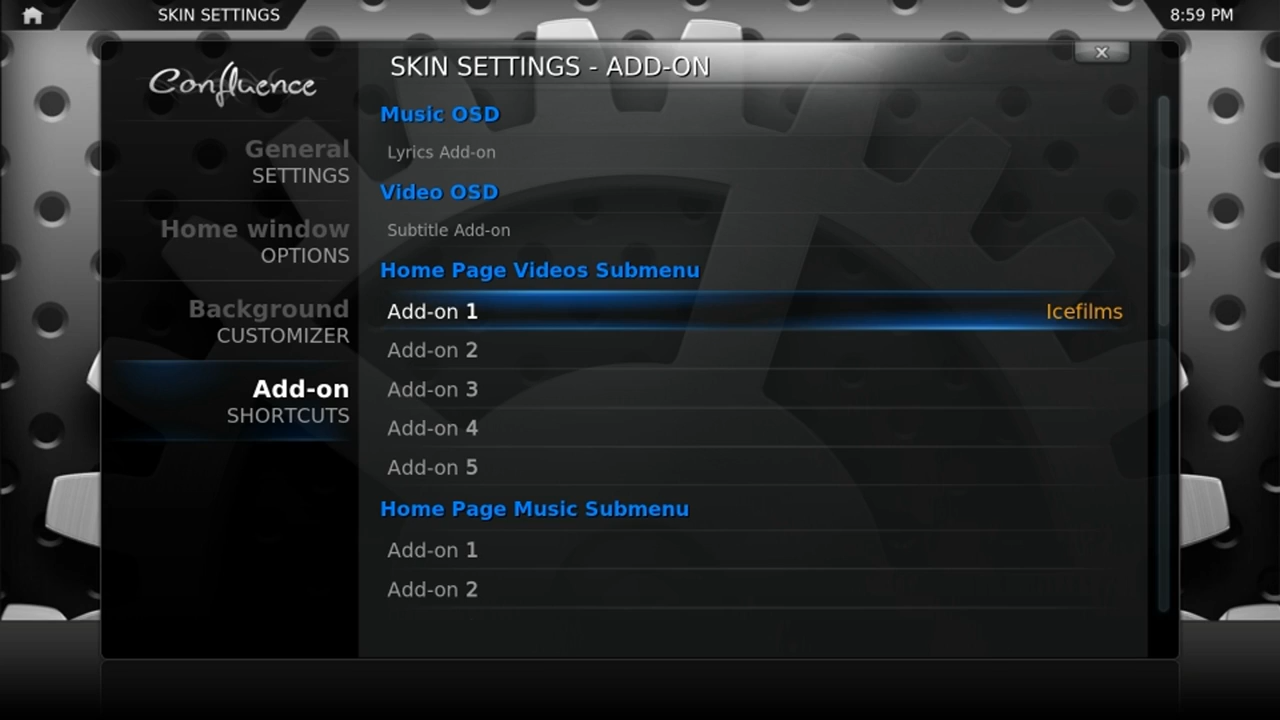 SKIN SETTINGS
8:59 PM
Confluence
General
SETTINGS
Home window
OPTIONS
Background
CUSTOMIZER
Add-on
SHORTCUTS
SKIN SETTINGS - ADD-ON
Music OSD
Lyrics Add-on
Video OSD
Subtitle Add-on
Home Page Videos Submenu
Add-on 1 Icefilms
Add-on 2
Add-on 3
Add-on 4
Add-on 5
Home Page Music Submenu
Add-on 1
Add-on 2